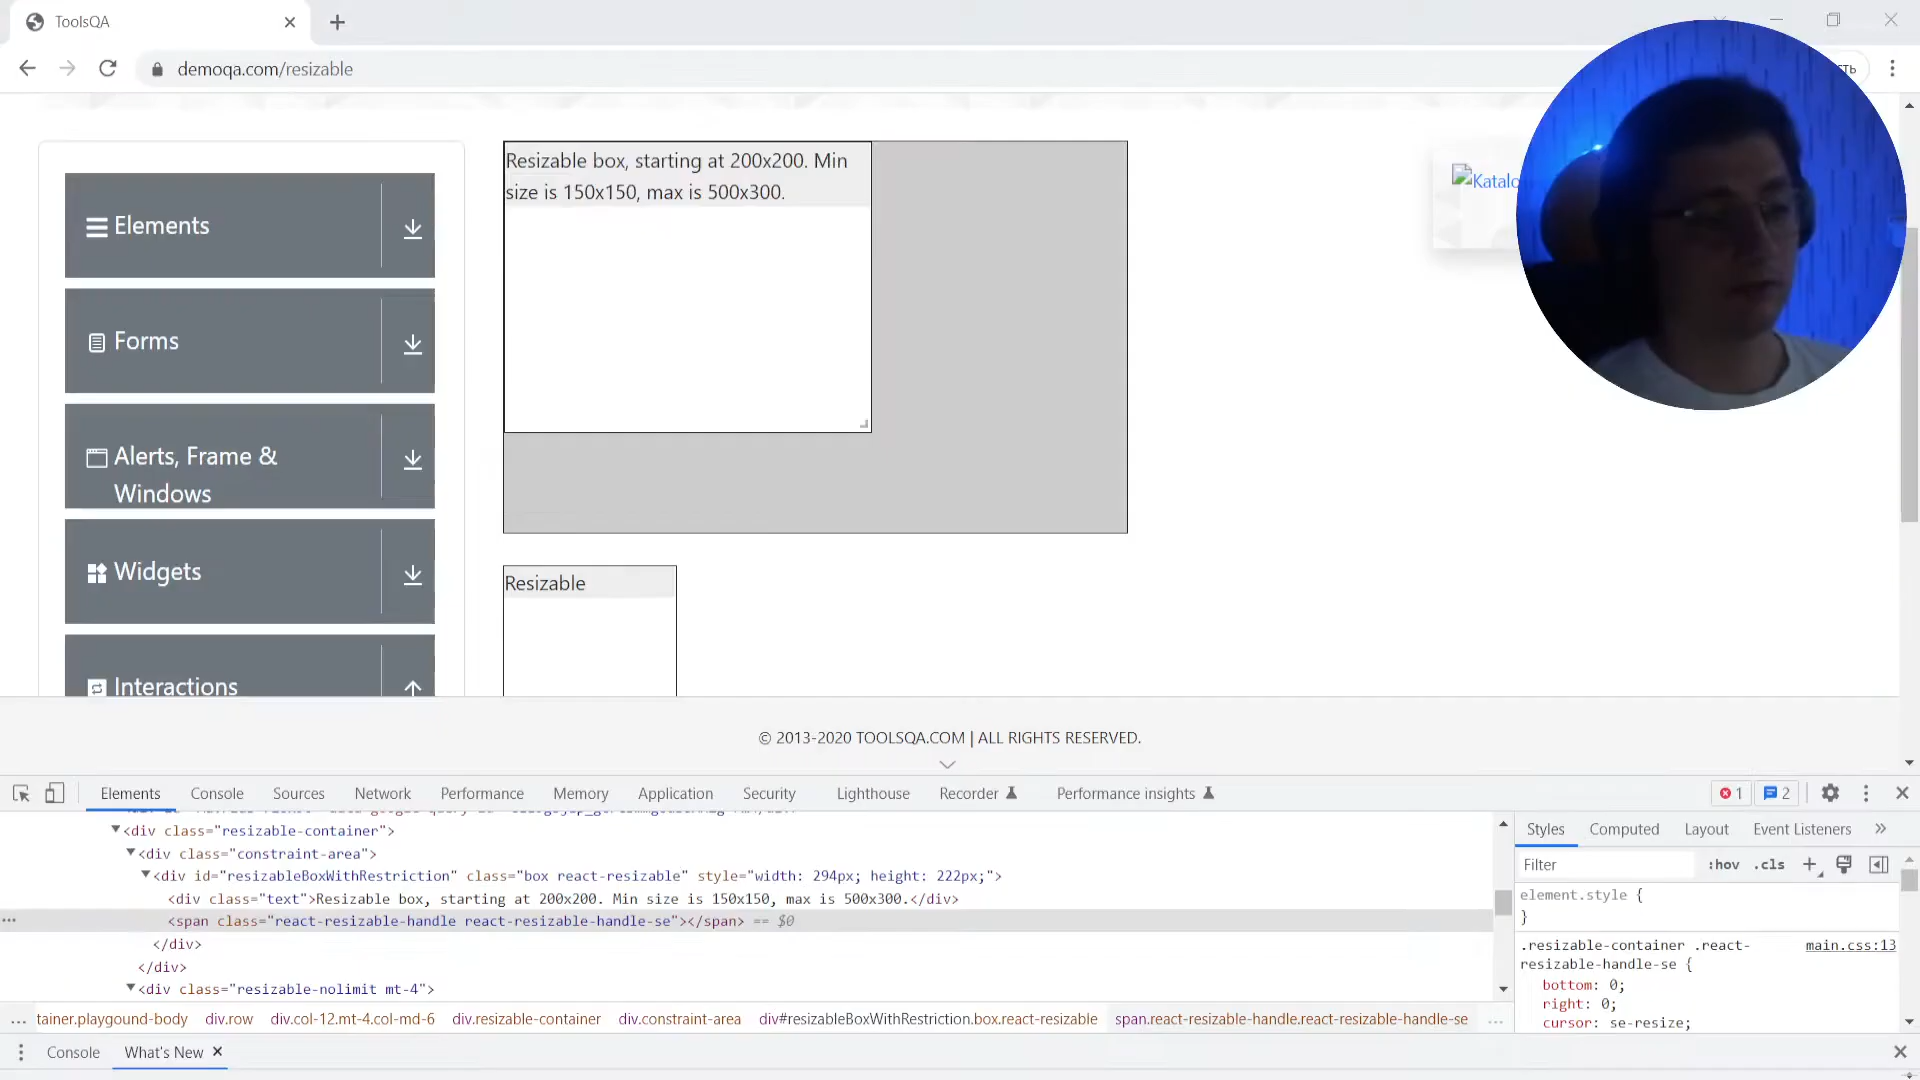 ToolsQA
demoqa.com/resizable
ть
Elements
Forms
Alerts, Frame &
Windows
Widgets
Interactions
Resizable box, starting at 200x200. Min
size is 150x150, max is 500x300.
Resizable
Katalo
© 2013-2020 TOOLSQA.COM | ALL RIGHTS RESERVED.
Elements Console Sources Network Performance Memory Application Security Lighthouse Recorder Performance insights 1 2
<div class="resizable-container">
<div class="constraint-area">
<div id="resizableBoxWithRestriction" class="box react-resizable" style="width: 294px; height: 222px;">
<div class="text">Resizable box, starting at 200x200. Min size is 150x150, max is 500x300.</div>
... <span class="react-resizable-handle react-resizable-handle-se"></span> == $0
</div>
</div>
<div class="resizable-nolimit mt-4">
... tainer.playgound-body div.row div.col-12.mt-4.col-md-6 div.resizable-container div.constraint-area div#resizableBoxWithRestriction.box.react-resizable span.react-resizable-handle.react-resizable-handle-se ...
Styles Computed Layout Event Listeners »
Filter :hov .cls +
element.style {
}
.resizable-container .react- main.css:13
resizable-handle-se {
bottom: 0;
right: 0;
cursor: se-resize;
Console What's New